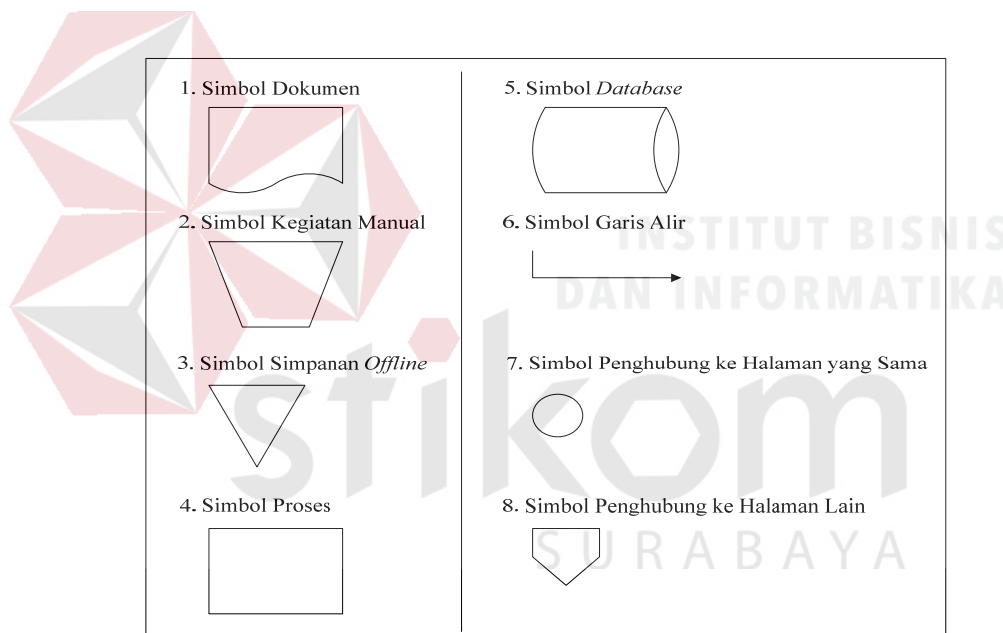 1. Simbol Dokumen
2. Simbol Kegiatan Manual
3. Simbol Simpanan Offline
4. Simbol Proses
5. Simbol Database
6. Simbol Garis Alir
7. Simbol Penghubung ke Halaman yang Sama
8. Simbol Penghubung ke Halaman Lain
INSTITUT BISNIS
DAN INFORMATIKA
stikom
SURABAYA